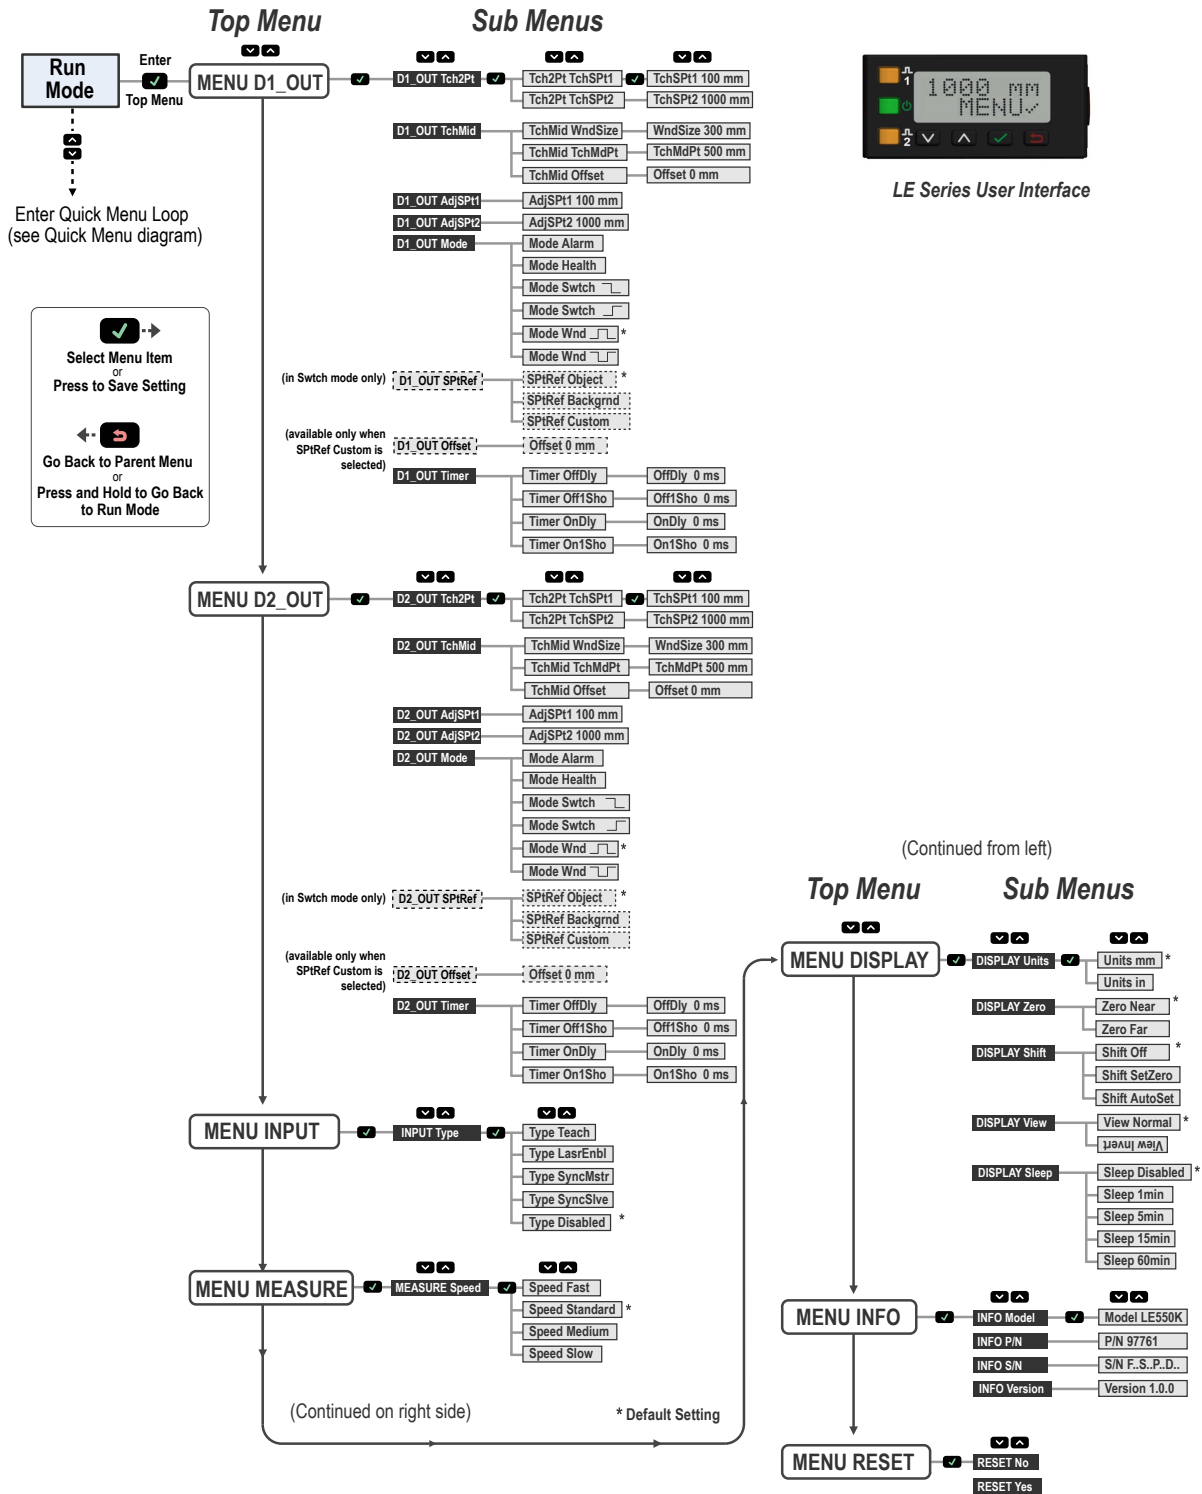 Top Menu
Sub Menus
Run
Mode
Enter
Top Menu
MENU D1_OUT
D1_OUT Tch2Pt
Tch2Pt TchSPt1
TchSPt1 100 mm
Tch2Pt TchSPt2
TchSPt2 1000 mm
D1_OUT TchMid
TchMid WndSize
WndSize 300 mm
TchMid TchMdPt
TchMdPt 500 mm
TchMid Offset
Offset 0 mm
D1_OUT AdjSPt1
AdjSPt1 100 mm
D1_OUT AdjSPt2
AdjSPt2 1000 mm
D1_OUT Mode
Mode Alarm
Mode Health
Mode Swtch
Mode Swtch
Mode Wnd *
Mode Wnd
(in Swtch mode only)
D1_OUT SPtRef
SPtRef Object *
SPtRef Backgrnd
SPtRef Custom
(available only when
SPtRef Custom is
selected)
D1_OUT Offset
Offset 0 mm
D1_OUT Timer
Timer OffDly
OffDly 0 ms
Timer Off1Sho
Off1Sho 0 ms
Timer OnDly
OnDly 0 ms
Timer On1Sho
On1Sho 0 ms
1
2
1000 mm
MENU✓
LE Series User Interface
Enter Quick Menu Loop
(see Quick Menu diagram)
Select Menu Item
or
Press to Save Setting
Go Back to Parent Menu
or
Press and Hold to Go Back
to Run Mode
MENU D2_OUT
D2_OUT Tch2Pt
Tch2Pt TchSPt1
TchSPt1 100 mm
Tch2Pt TchSPt2
TchSPt2 1000 mm
D2_OUT TchMid
TchMid WndSize
WndSize 300 mm
TchMid TchMdPt
TchMdPt 500 mm
TchMid Offset
Offset 0 mm
D2_OUT AdjSPt1
AdjSPt1 100 mm
D2_OUT AdjSPt2
AdjSPt2 1000 mm
D2_OUT Mode
Mode Alarm
Mode Health
Mode Swtch
Mode Swtch
Mode Wnd *
Mode Wnd
(in Swtch mode only)
D2_OUT SPtRef
SPtRef Object *
SPtRef Backgrnd
SPtRef Custom
(available only when
SPtRef Custom is
selected)
D2_OUT Offset
Offset 0 mm
D2_OUT Timer
Timer OffDly
OffDly 0 ms
Timer Off1Sho
Off1Sho 0 ms
Timer OnDly
OnDly 0 ms
Timer On1Sho
On1Sho 0 ms
MENU INPUT
INPUT Type
Type Teach
Type LasrEnbl
Type SyncMstr
Type SyncSlve
Type Disabled *
MENU MEASURE
MEASURE Speed
Speed Fast
Speed Standard *
Speed Medium
Speed Slow
(Continued on right side)
* Default Setting
(Continued from left)
Top Menu
Sub Menus
MENU DISPLAY
DISPLAY Units
Units mm *
Units in
DISPLAY Zero
Zero Near *
Zero Far
DISPLAY Shift
Shift Off *
Shift SetZero
Shift AutoSet
DISPLAY View
View Normal *
View Invert
DISPLAY Sleep
Sleep Disabled *
Sleep 1min
Sleep 5min
Sleep 15min
Sleep 60min
MENU INFO
INFO Model
Model LE550K
INFO P/N
P/N 97761
INFO S/N
S/N F..S..P..D..
INFO Version
Version 1.0.0
MENU RESET
RESET No
RESET Yes